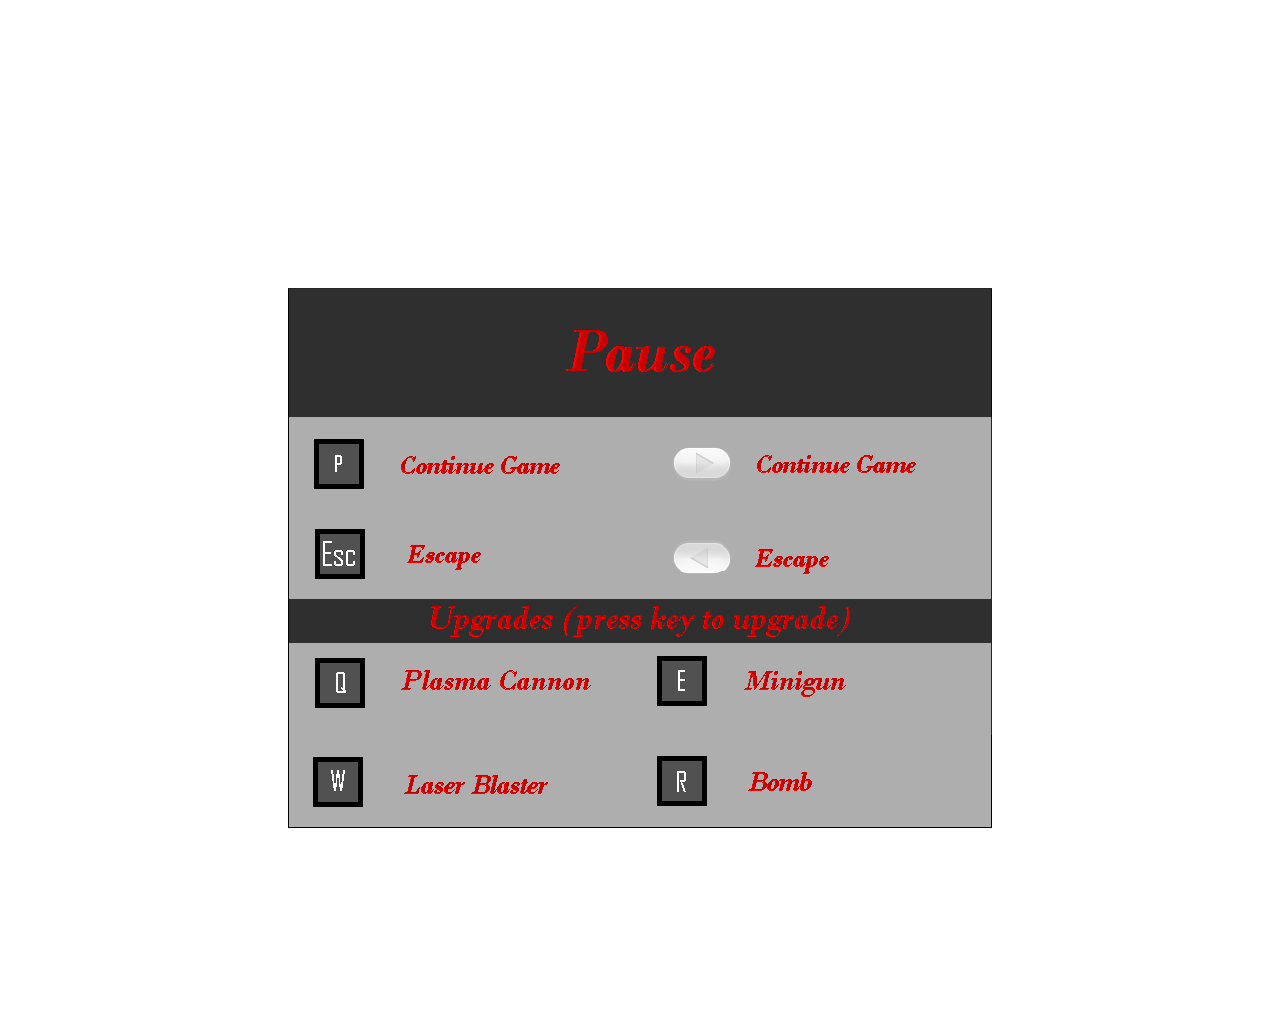 Pause
P Continue Game Continue Game
Esc Escape Escape
Upgrades (press key to upgrade)
Q Plasma Cannon E Minigun
W Laser Blaster R Bomb